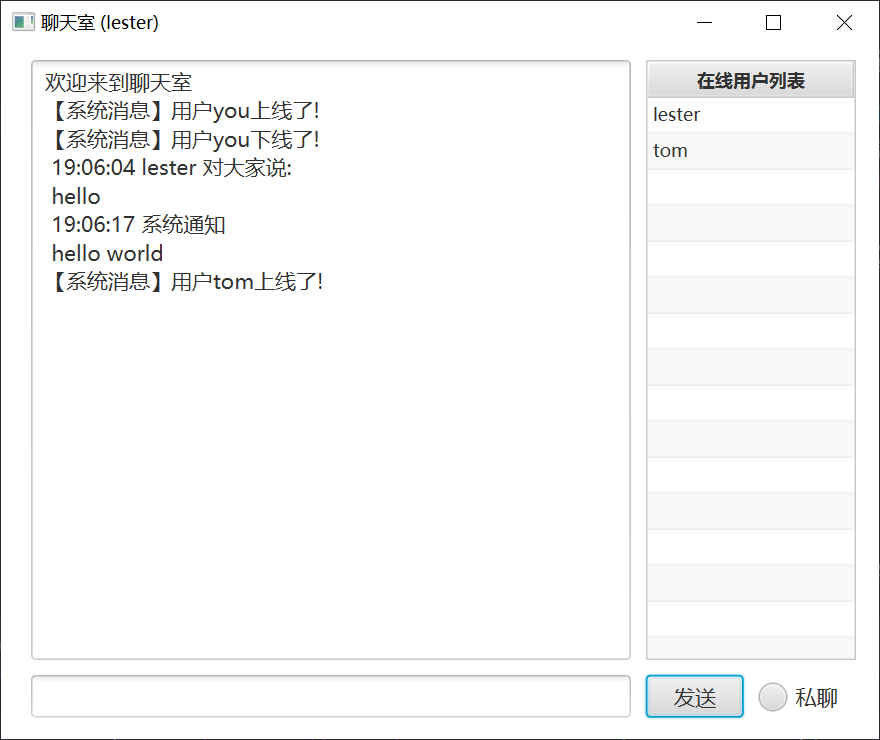 聊天室 (lester)
欢迎来到聊天室
【系统消息】用户you上线了!
【系统消息】用户you下线了!
19:06:04 lester 对大家说:
hello
19:06:17 系统通知
hello world
【系统消息】用户tom上线了!
在线用户列表
lester
tom
发送
私聊